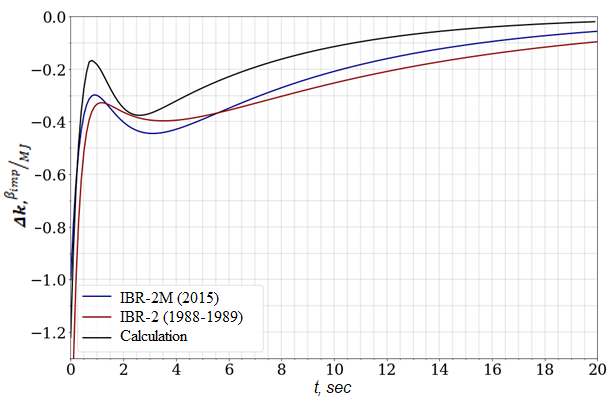 0.0
−0.2
−0.4
−0.6
−0.8
−1.0
−1.2
Δk, βimp/MJ
IBR-2M (2015)
IBR-2 (1988-1989)
Calculation
0 2 4 6 8 10 12 14 16 18 20
t, sec